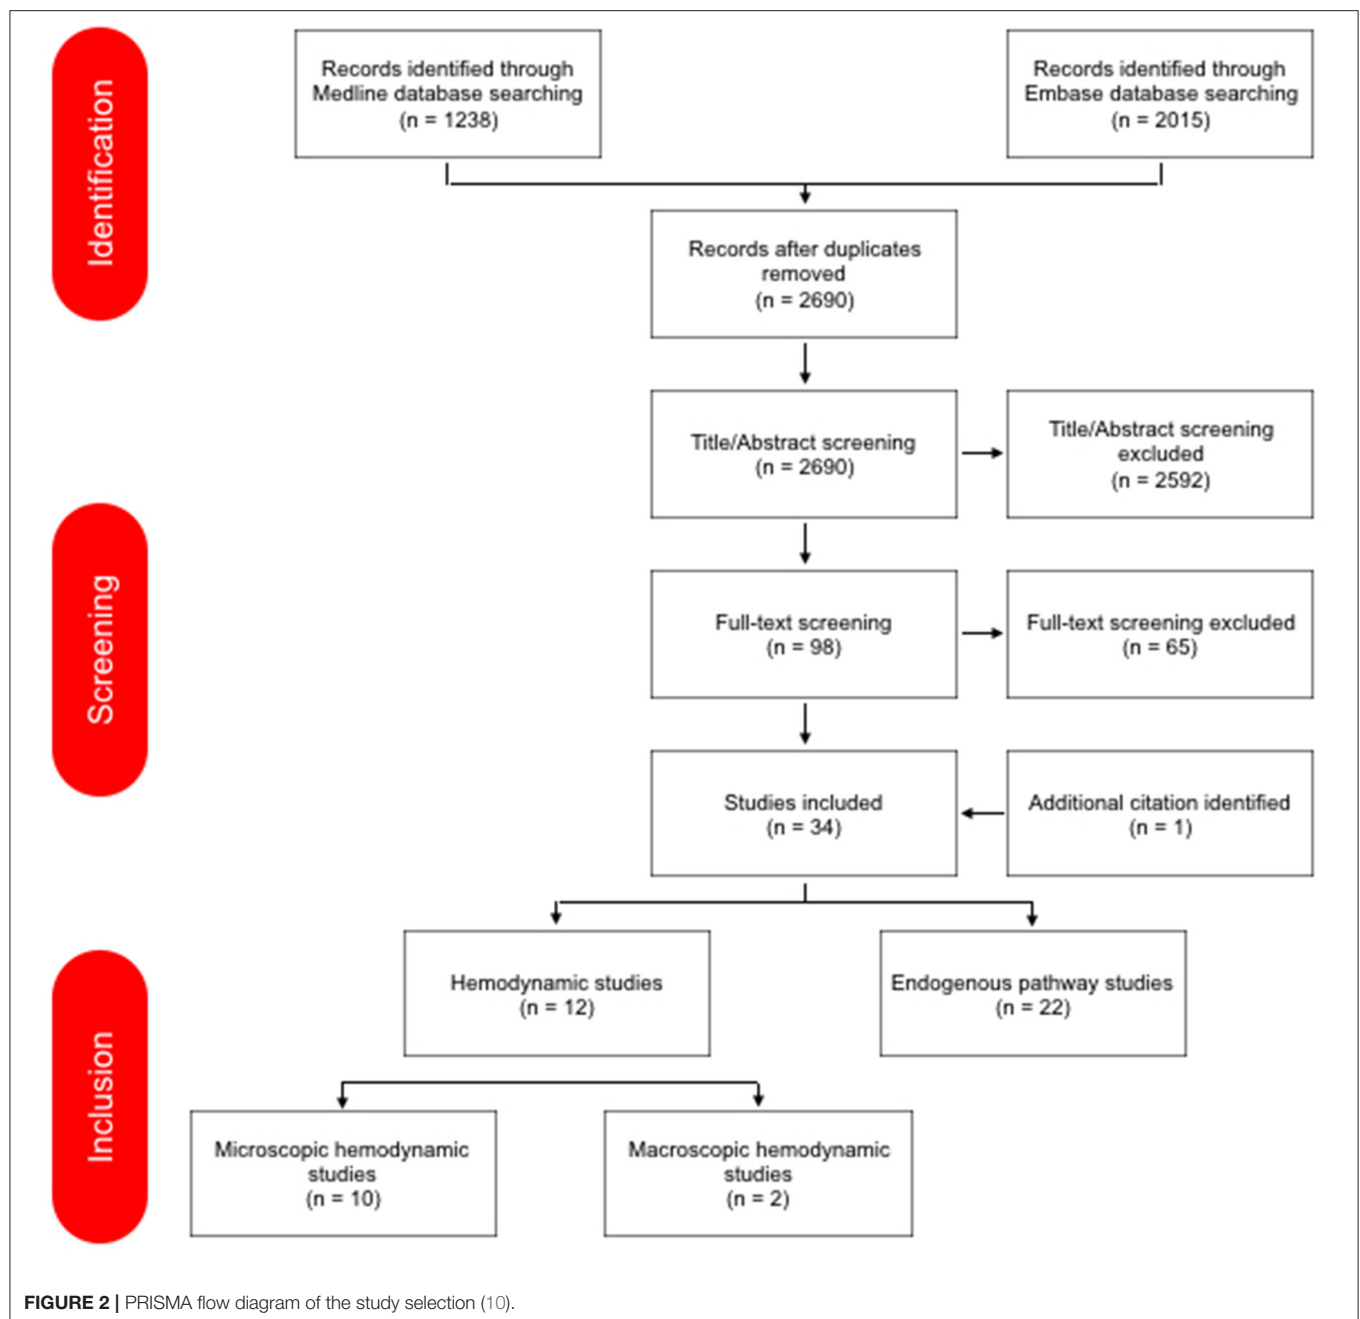 Identification
Records identified through
Medline database searching
(n = 1238)
Records identified through
Embase database searching
(n = 2015)
Records after duplicates
removed
(n = 2690)
Screening
Title/Abstract screening
(n = 2690)
Title/Abstract screening
excluded
(n = 2592)
Full-text screening
(n = 98)
Full-text screening excluded
(n = 65)
Studies included
(n = 34)
Additional citation identified
(n = 1)
Inclusion
Hemodynamic studies
(n = 12)
Endogenous pathway studies
(n = 22)
Microscopic hemodynamic
studies
(n = 10)
Macroscopic hemodynamic
studies
(n = 2)
FIGURE 2 | PRISMA flow diagram of the study selection (10).